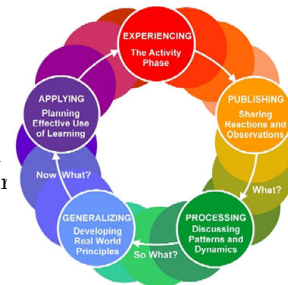 EXPERIENCING
The Activity
Phase
PUBLISHING
Sharing
Reactions and
Observations
What?
PROCESSING
Discussing
Patterns and
Dynamics
So What?
GENERALIZING
Developing
Real World
Principles
Now What?
APPLYING
Planning
Effective Use
of Learning